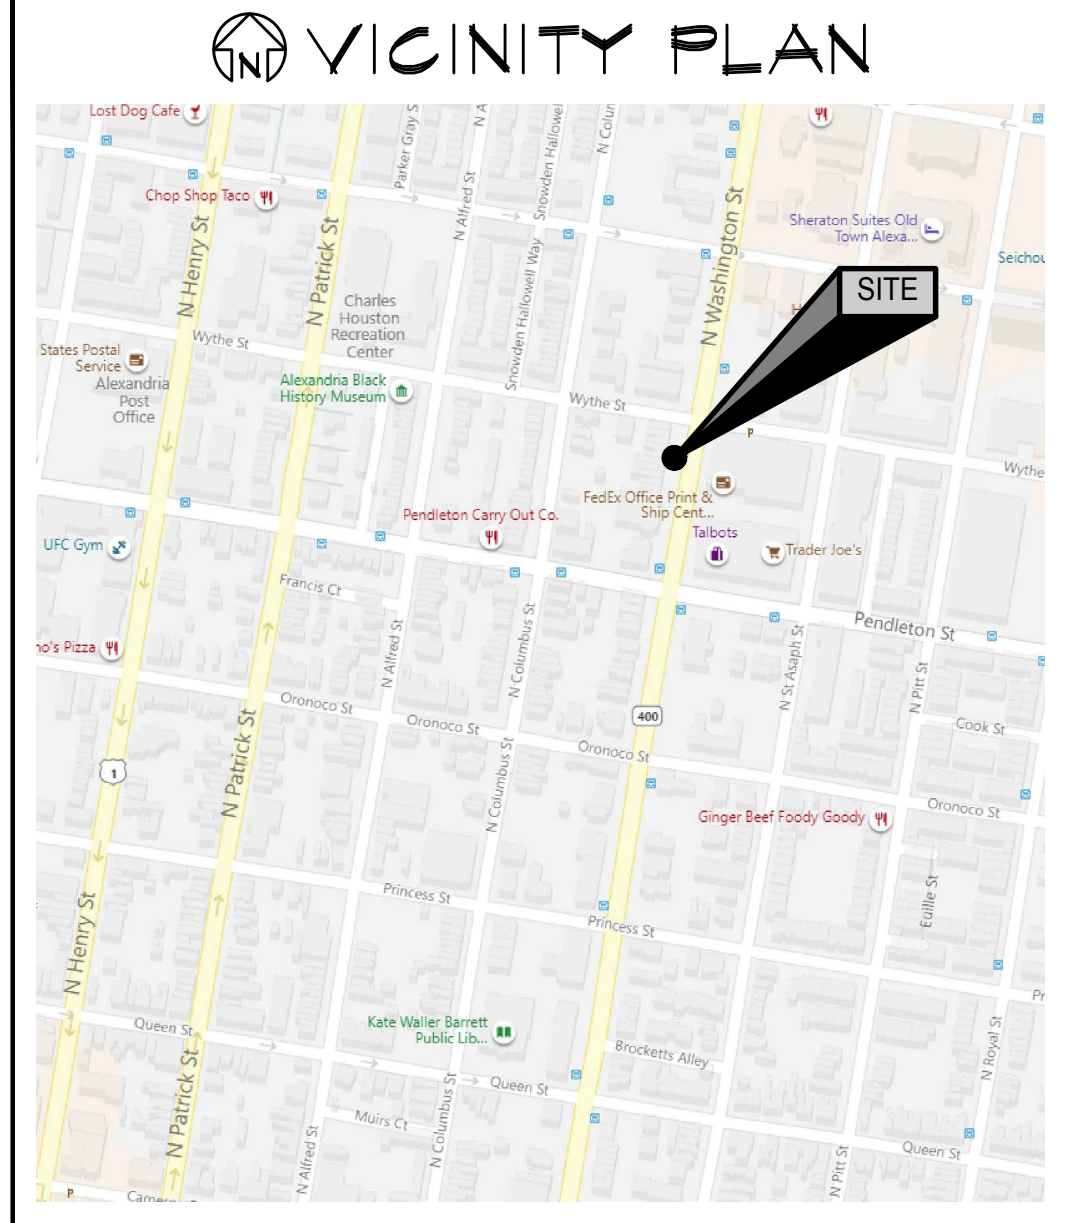 N VICINITY PLAN
Lost Dog Cafe
Parker Gray S
N A
Snowden Hallowel
N Colun
Chop Shop Taco
N Alfred St
N Washington St
Sheraton Suites Old
Town Alexa...
Seichou
N Henry St
N Patrick St
Snowden Hallowell Way
SITE
Charles
Houston
Recreation
Center
H
Wythe St
States Postal
Service
Alexandria
Post
Office
Alexandria Black
History Museum
Wythe St
P
Wythe
FedEx Office Print &
Ship Cent...
Pendleton Carry Out Co.
Talbots
UFC Gym
Trader Joe's
Francis Ct
Pendleton St
no's Pizza
N Alfred St
N Columbus St
N St Asaph St
N Pitt St
Oronoco St
Oronoco St
400
Cook St
Oronoco St
N Patrick St
1
N Columbus St
Oronoco St
Ginger Beef Foody Goody
Princess St
Euille St
Princess St
N Henry St
Pr
Queen St
Kate Waller Barrett
Public Lib...
Brocketts Alley
N Royal St
Queen St
N Patrick St
Muirs Ct
N Columbus St
N Alfred St
Queen St
N Pitt St
P
Camero